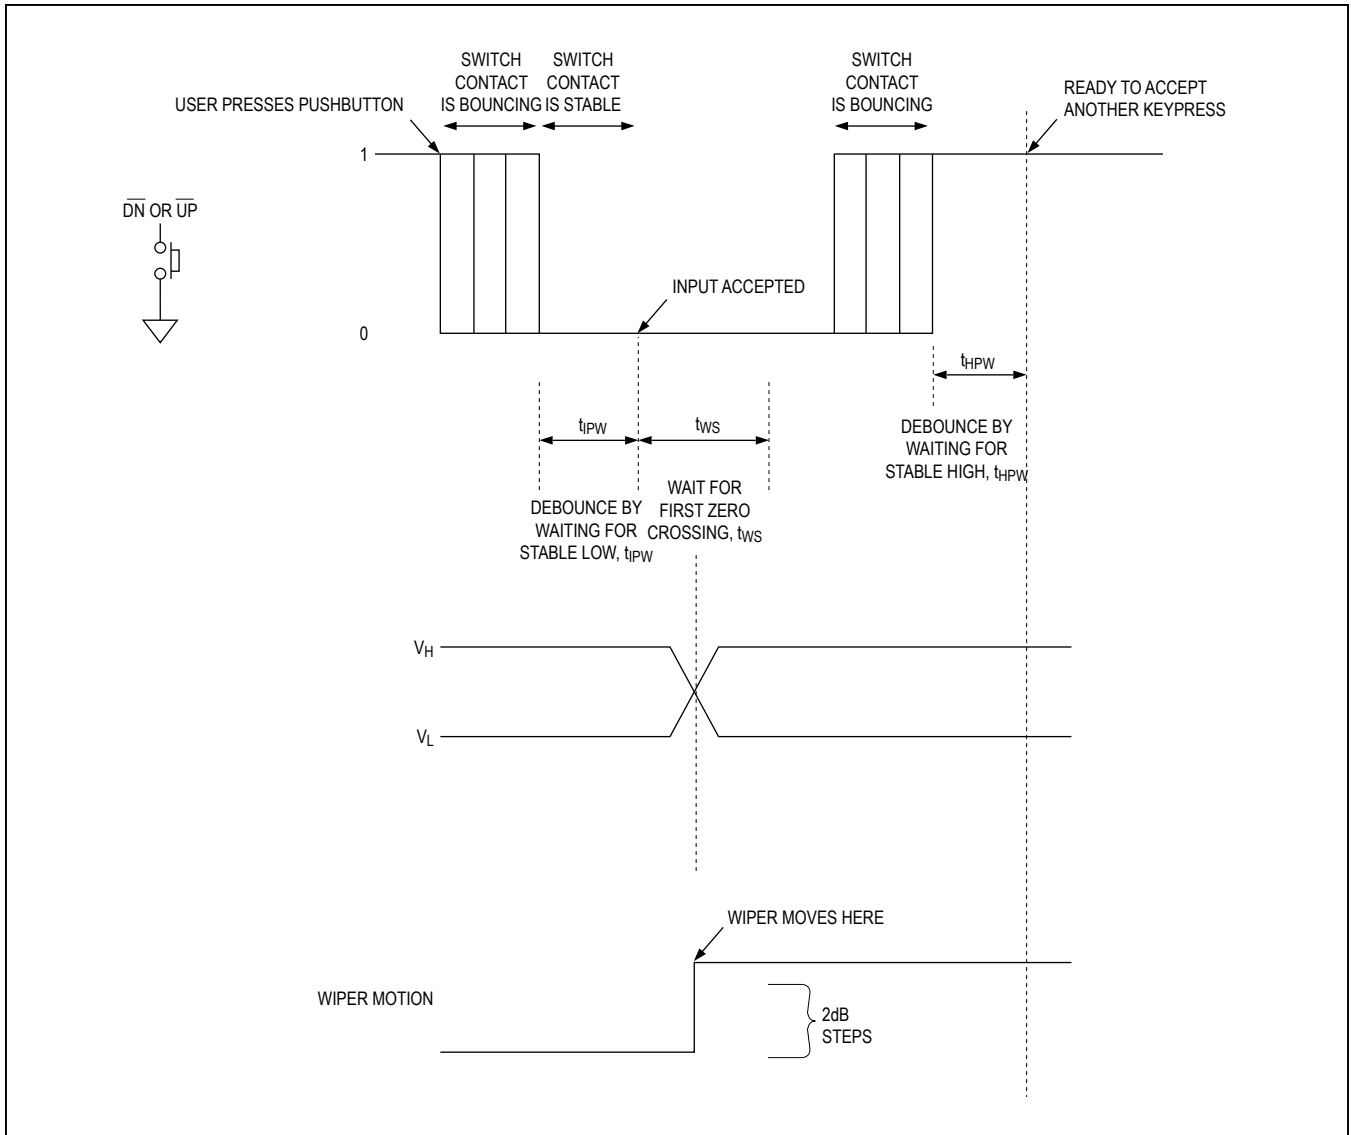 SWITCH
CONTACT
IS BOUNCING
SWITCH
CONTACT
IS STABLE
SWITCH
CONTACT
IS BOUNCING
READY TO ACCEPT
ANOTHER KEYPRESS
USER PRESSES PUSHBUTTON
1
DN OR UP
INPUT ACCEPTED
0
tHPW
tIPW
tWS
DEBOUNCE BY
WAITING FOR
STABLE HIGH, tHPW
WAIT FOR
FIRST ZERO
CROSSING, tWS
DEBOUNCE BY
WAITING FOR
STABLE LOW, tIPW
VH
VL
WIPER MOVES HERE
WIPER MOTION
2dB
STEPS